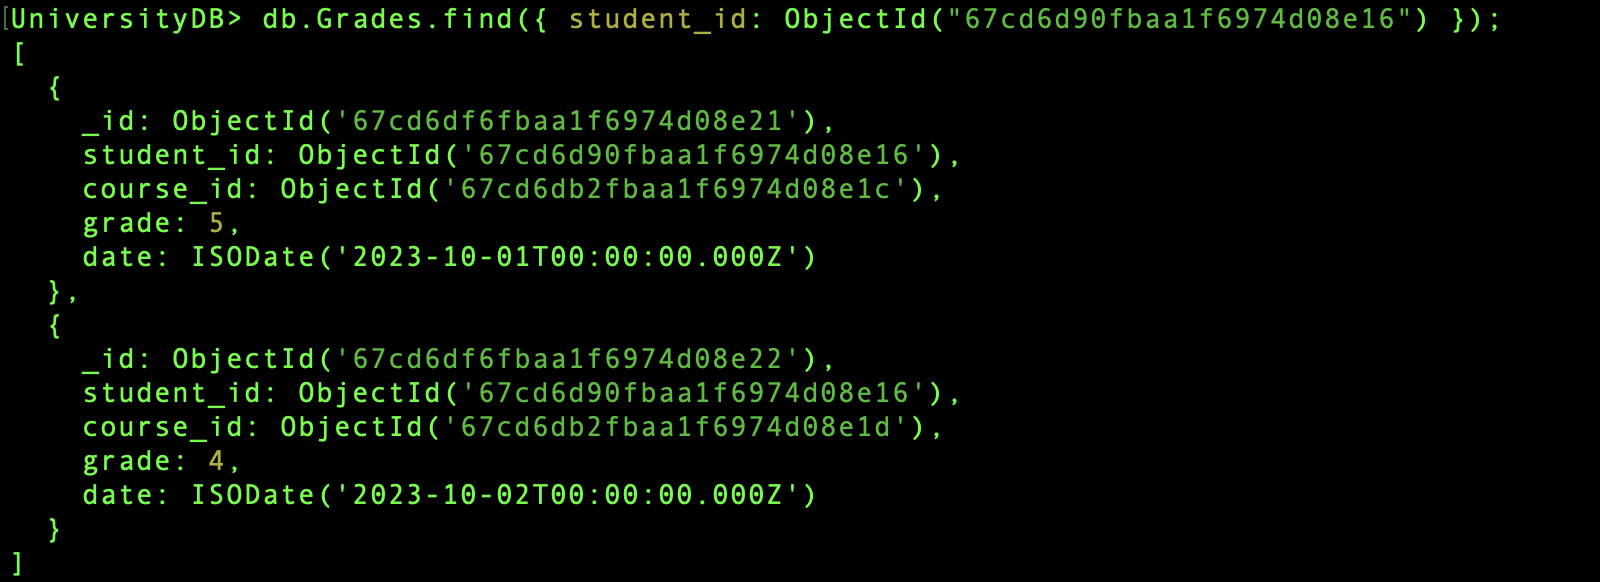 [UniversityDB> db.Grades.find({ student_id: ObjectId("67cd6d90fbaa1f6974d08e16") });
[
  {
    _id: ObjectId('67cd6df6fbaa1f6974d08e21'),
    student_id: ObjectId('67cd6d90fbaa1f6974d08e16'),
    course_id: ObjectId('67cd6db2fbaa1f6974d08e1c'),
    grade: 5,
    date: ISODate('2023-10-01T00:00:00.000Z')
  },
  {
    _id: ObjectId('67cd6df6fbaa1f6974d08e22'),
    student_id: ObjectId('67cd6d90fbaa1f6974d08e16'),
    course_id: ObjectId('67cd6db2fbaa1f6974d08e1d'),
    grade: 4,
    date: ISODate('2023-10-02T00:00:00.000Z')
  }
]